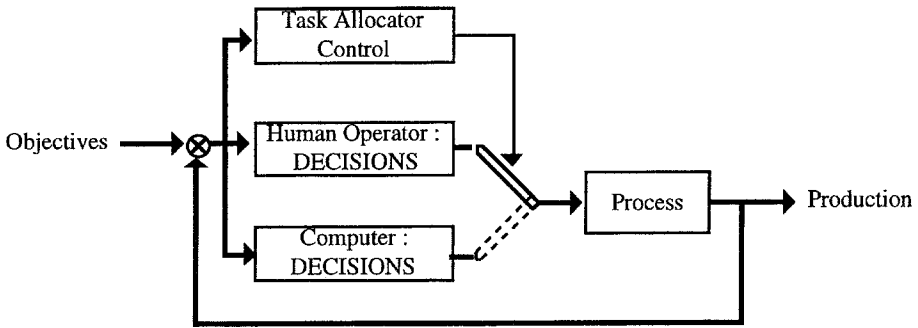 Task Allocator
Control
Objectives
Human Operator :
DECISIONS
Computer :
DECISIONS
Process
Production